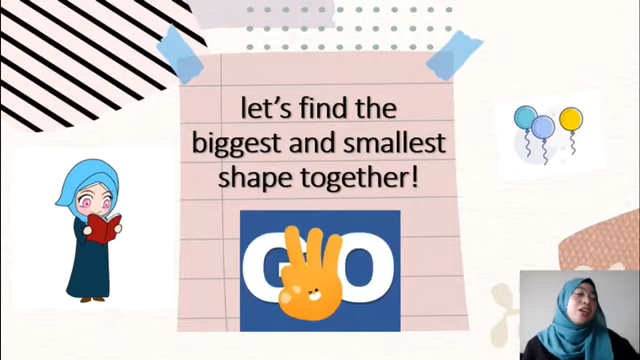 let's find the
biggest and smallest
shape together!
GO